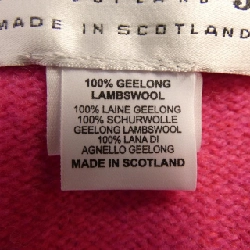 SCOTLAND
MADE IN SCOTLAND
100% GEELONG
LAMBSWOOL
100% LAINE GEELONG
100% SCHURWOLLE
GEELONG LAMBSWOOL
100% LANA DI
AGNELLO GEELONG
MADE IN SCOTLAND